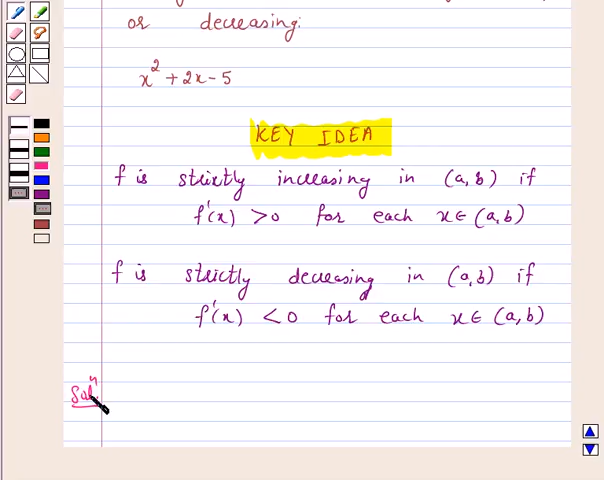 or decreasing:
x² + 2x - 5
KEY IDEA
f is strictly increasing in (a, b) if
f'(x) > 0 for each x ∈ (a, b)
f is strictly decreasing in (a, b) if
f'(x) < 0 for each x ∈ (a, b)
Solⁿ